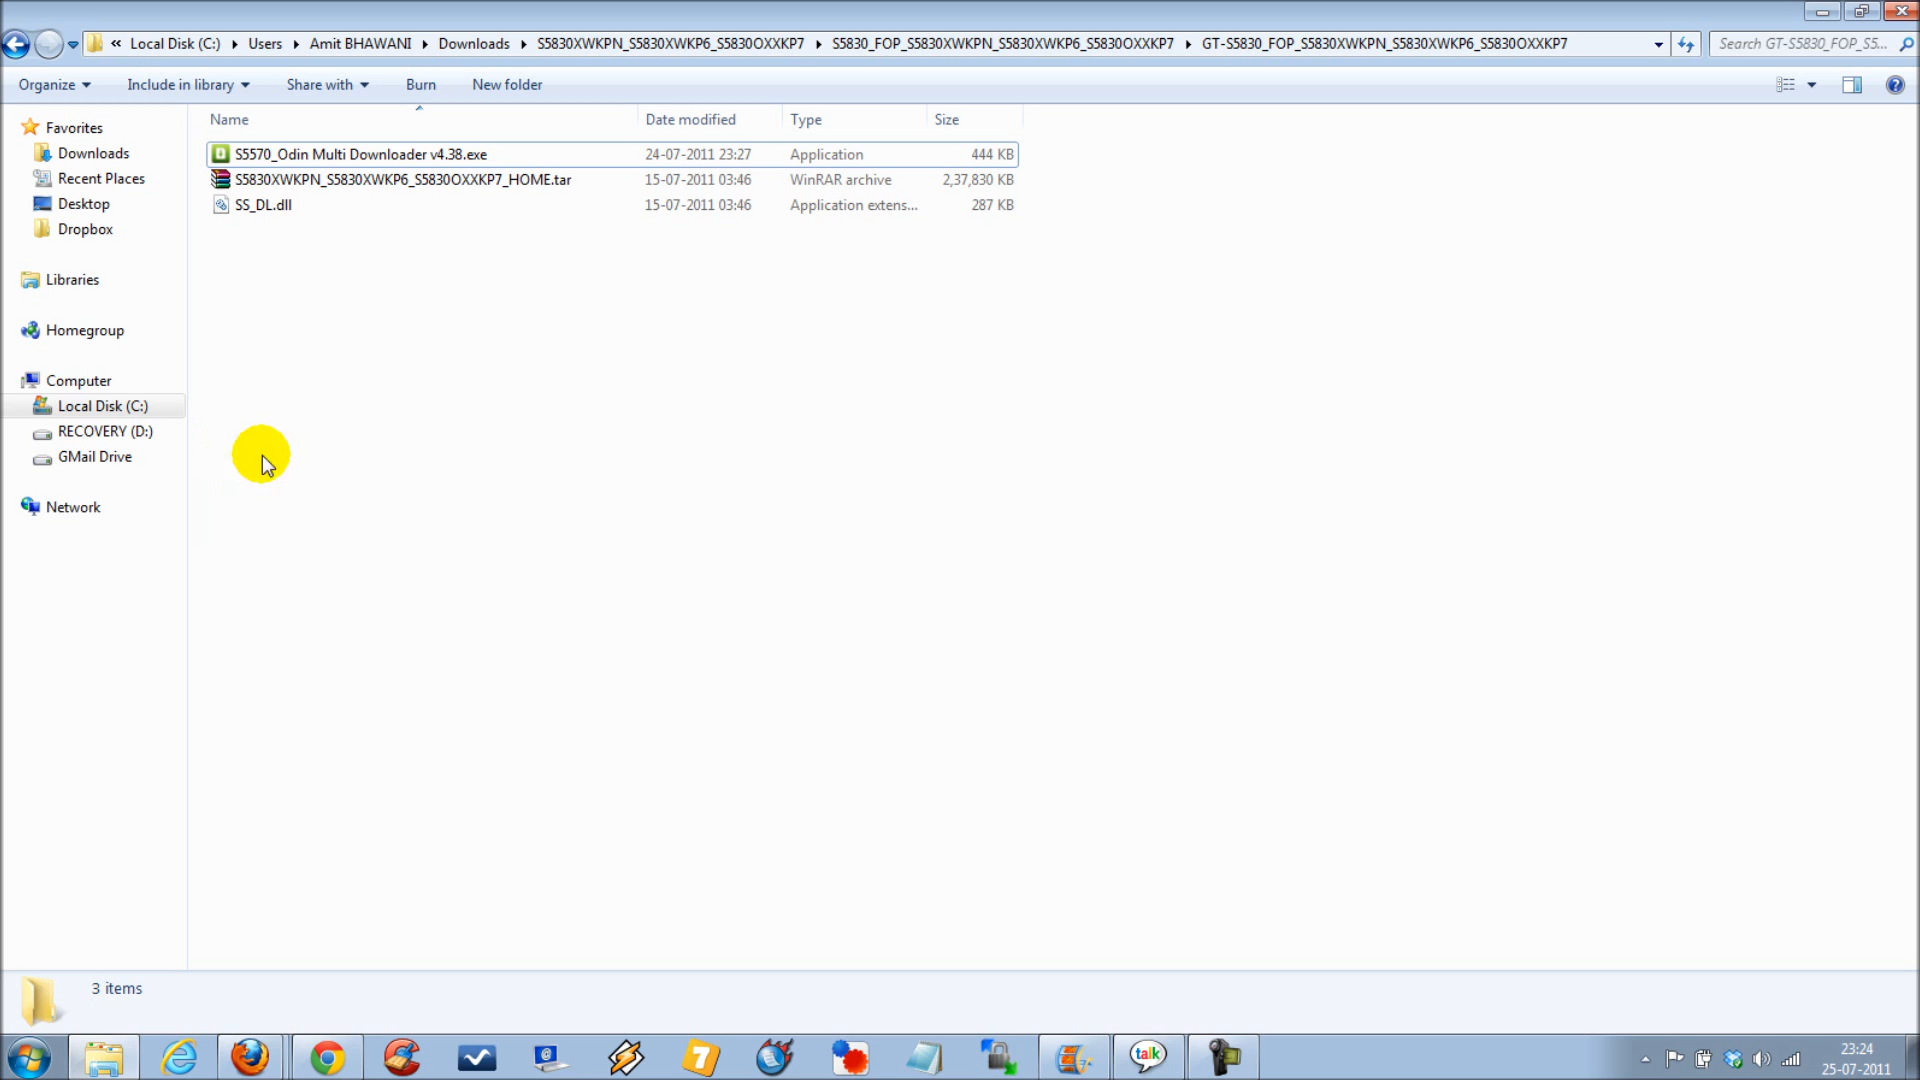 « Local Disk (C:) Users Amit BHAWANI Downloads S5830XWKPN_S5830XWKP6_S5830OXXKP7 S5830_FOP_S5830XWKPN_S5830XWKP6_S5830OXXKP7 GT-S5830_FOP_S5830XWKPN_S5830XWKP6_S5830OXXKP7 Search GT-S5830_FOP_S5...
Organize Include in library Share with Burn New folder
Name Date modified Type Size
S5570_Odin Multi Downloader v4.38.exe 24-07-2011 23:27 Application 444 KB
S5830XWKPN_S5830XWKP6_S5830OXXKP7_HOME.tar 15-07-2011 03:46 WinRAR archive 2,37,830 KB
SS_DL.dll 15-07-2011 03:46 Application extens... 287 KB
Favorites
Downloads
Recent Places
Desktop
Dropbox
Libraries
Homegroup
Computer
Local Disk (C:)
RECOVERY (D:)
GMail Drive
Network
3 items
7
talk
23:24
25-07-2011